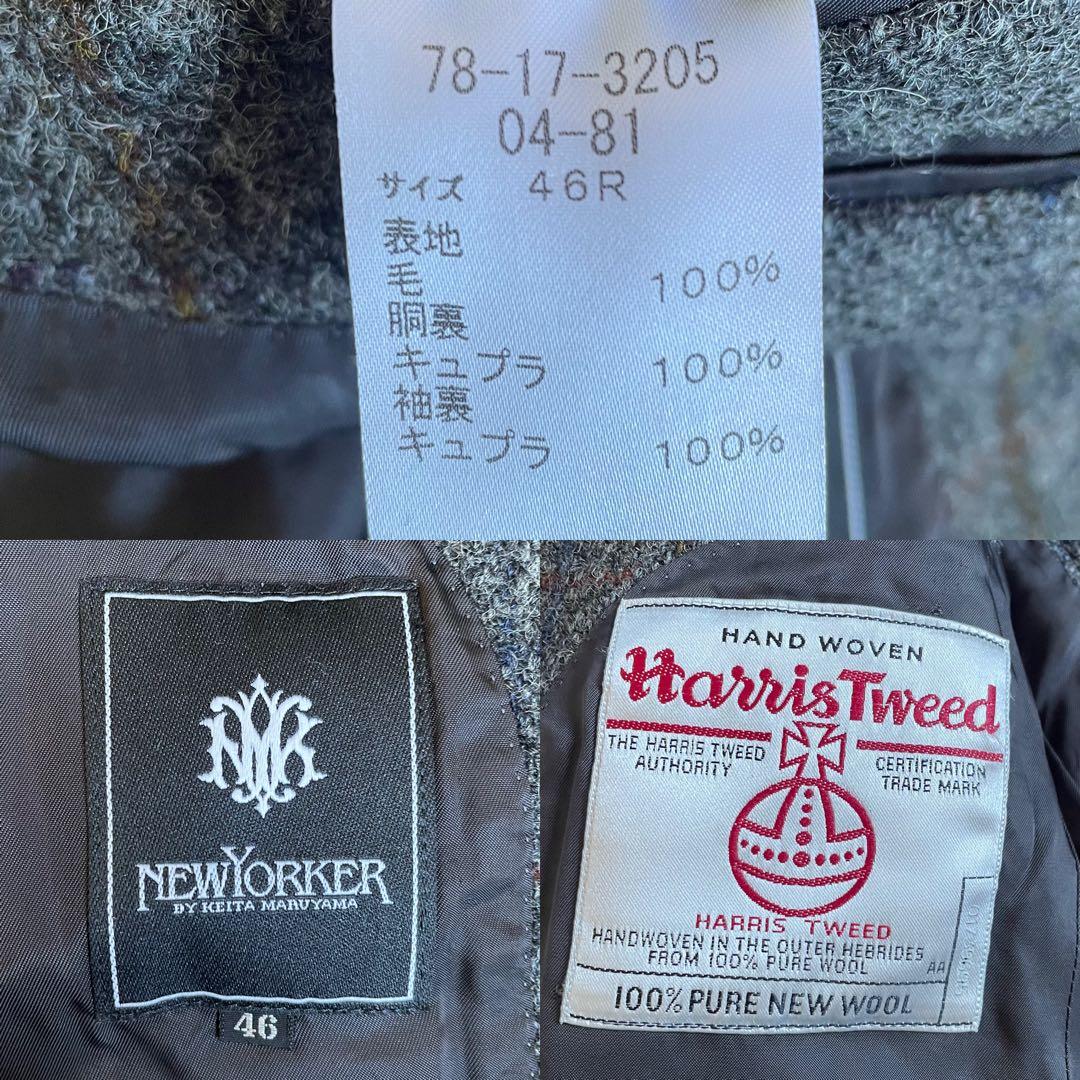 78-17-3205
04-81
サイズ 46R
表地
毛 100%
胴裏
キュプラ 100%
袖裏
キュプラ 100%
NMK
NEWYORKER
BY KEITA MARUYAMA
46
HAND WOVEN
Harris Tweed
THE HARRIS TWEED AUTHORITY
CERTIFICATION TRADE MARK
HARRIS TWEED
HANDWOVEN IN THE OUTER HEBRIDES
FROM 100% PURE WOOL
AA
100% PURE NEW WOOL